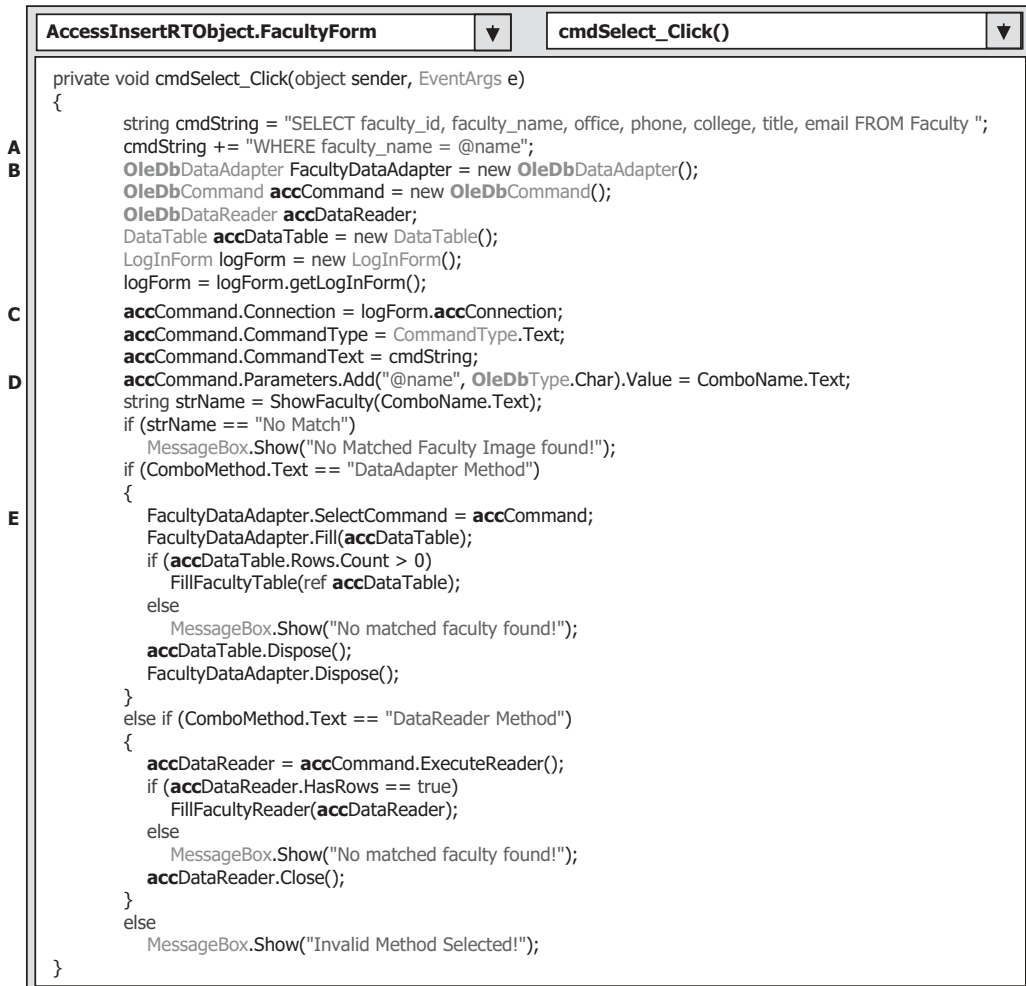 AccessInsertRTObject.FacultyForm ▼ cmdSelect_Click() ▼
private void cmdSelect_Click(object sender, EventArgs e)
{
string cmdString = "SELECT faculty_id, faculty_name, office, phone, college, title, email FROM Faculty ";
A cmdString += "WHERE faculty_name = @name";
B OleDbDataAdapter FacultyDataAdapter = new OleDbDataAdapter();
OleDbCommand accCommand = new OleDbCommand();
OleDbDataReader accDataReader;
DataTable accDataTable = new DataTable();
LogInForm logForm = new LogInForm();
logForm = logForm.getLogInForm();
C accCommand.Connection = logForm.accConnection;
accCommand.CommandType = CommandType.Text;
accCommand.CommandText = cmdString;
D accCommand.Parameters.Add("@name", OleDbType.Char).Value = ComboName.Text;
string strName = ShowFaculty(ComboName.Text);
if (strName == "No Match")
MessageBox.Show("No Matched Faculty Image found!");
if (ComboMethod.Text == "DataAdapter Method")
{
E FacultyDataAdapter.SelectCommand = accCommand;
FacultyDataAdapter.Fill(accDataTable);
if (accDataTable.Rows.Count > 0)
FillFacultyTable(ref accDataTable);
else
MessageBox.Show("No matched faculty found!");
accDataTable.Dispose();
FacultyDataAdapter.Dispose();
}
else if (ComboMethod.Text == "DataReader Method")
{
accDataReader = accCommand.ExecuteReader();
if (accDataReader.HasRows == true)
FillFacultyReader(accDataReader);
else
MessageBox.Show("No matched faculty found!");
accDataReader.Close();
}
else
MessageBox.Show("Invalid Method Selected!");
}